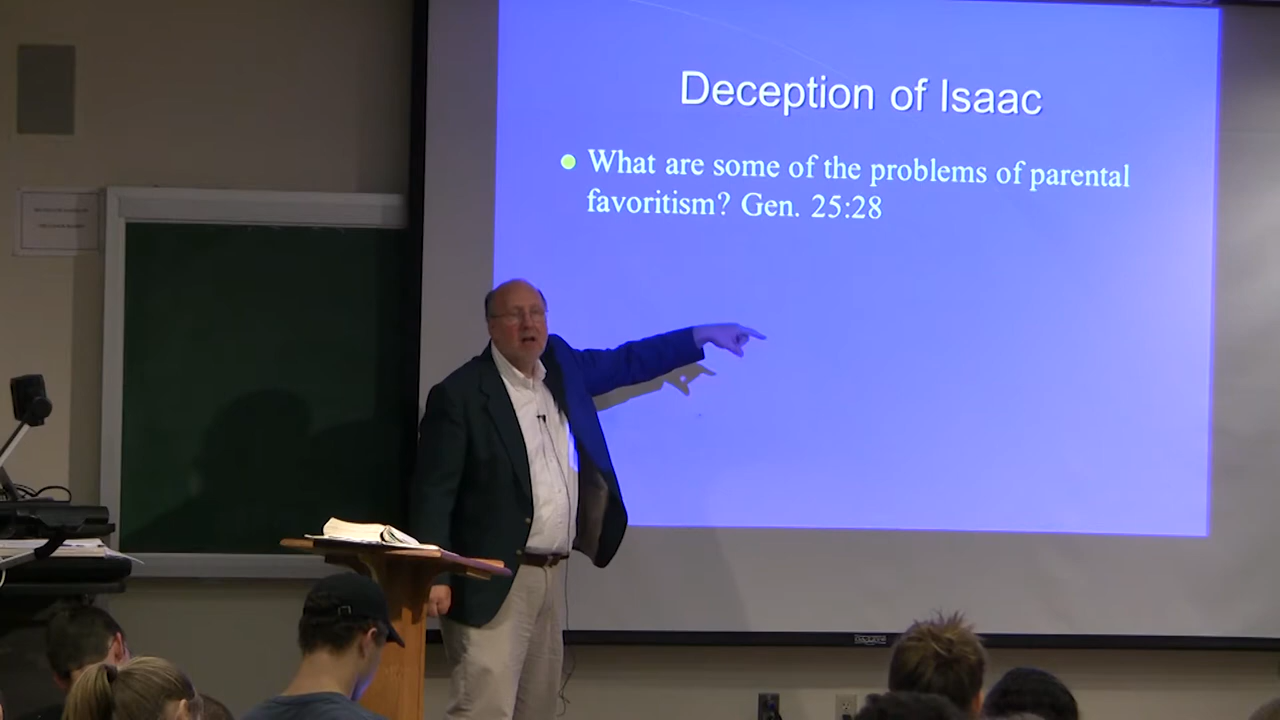 Deception of Isaac
What are some of the problems of parental
favoritism? Gen. 25:28